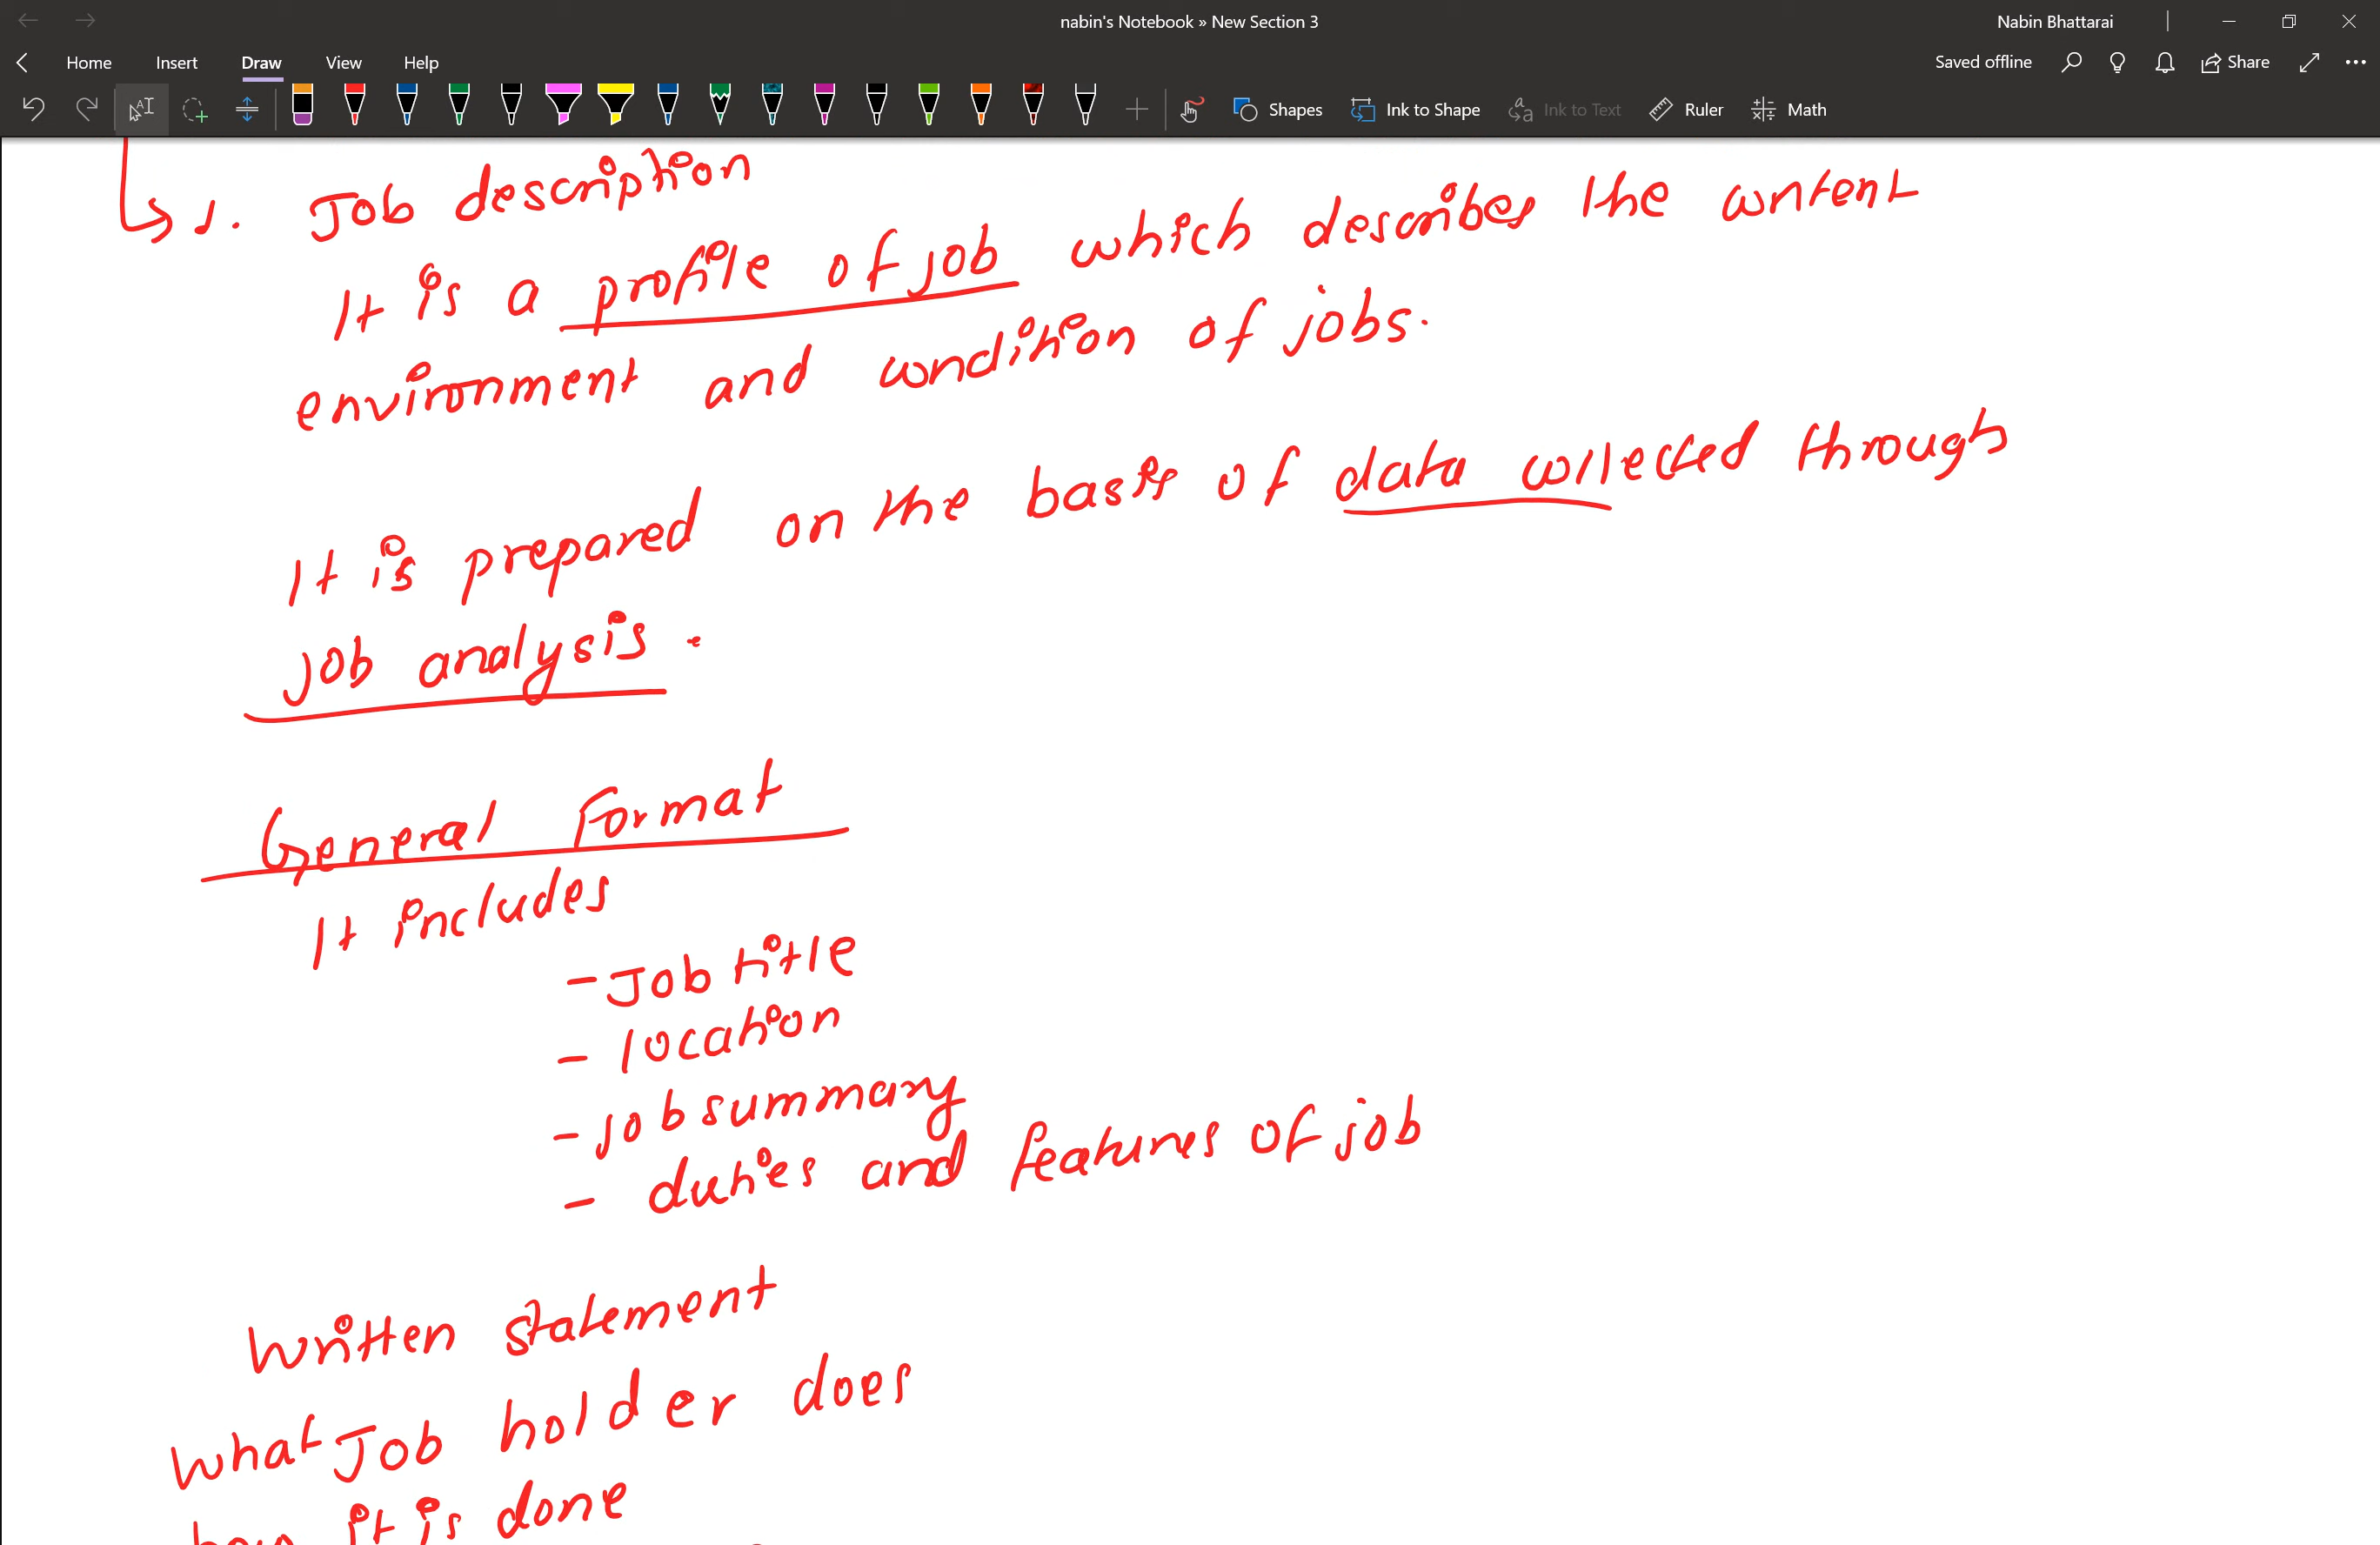 nabin's Notebook » New Section 3
Nabin Bhattarai
Home Insert Draw View Help
Saved offline
Share
Shapes
Ink to Shape
Ink to Text
Ruler
Math
1. Job description
It is a profile of job which describes the content
environment and condition of jobs.
It is prepared on the basis of data collected through
job analysis.
General Format
It includes
- Job title
- location
- job summary
- duties and features of job
Written statement
What Job holder does
how it is done